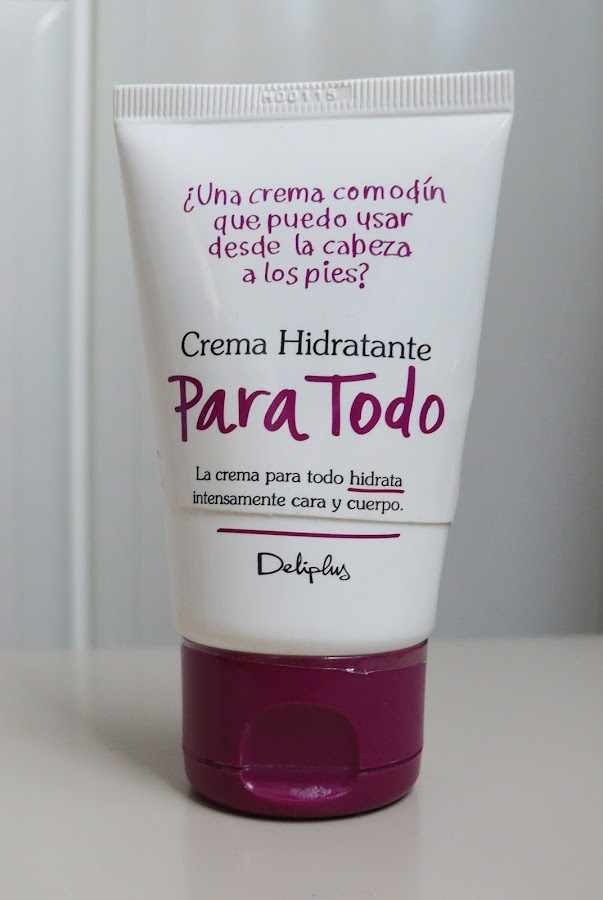 ¿Una crema comodín
que puedo usar
desde la cabeza
a los pies?
Crema Hidratante
Para Todo
La crema para todo hidrata
intensamente cara y cuerpo.
Deliplus